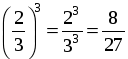 (2/3)^3 = 2^3/3^3 = 8/27